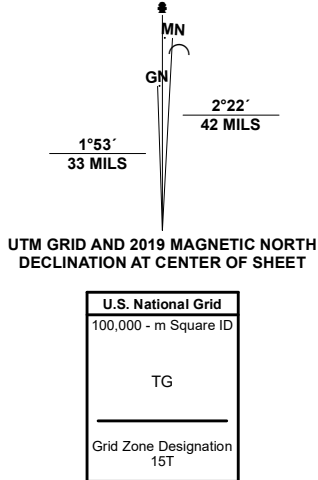 MN
GN
2°22´
42 MILS
1°53´
33 MILS
UTM GRID AND 2019 MAGNETIC NORTH
DECLINATION AT CENTER OF SHEET
U.S. National Grid
100,000 - m Square ID
TG
Grid Zone Designation
15T